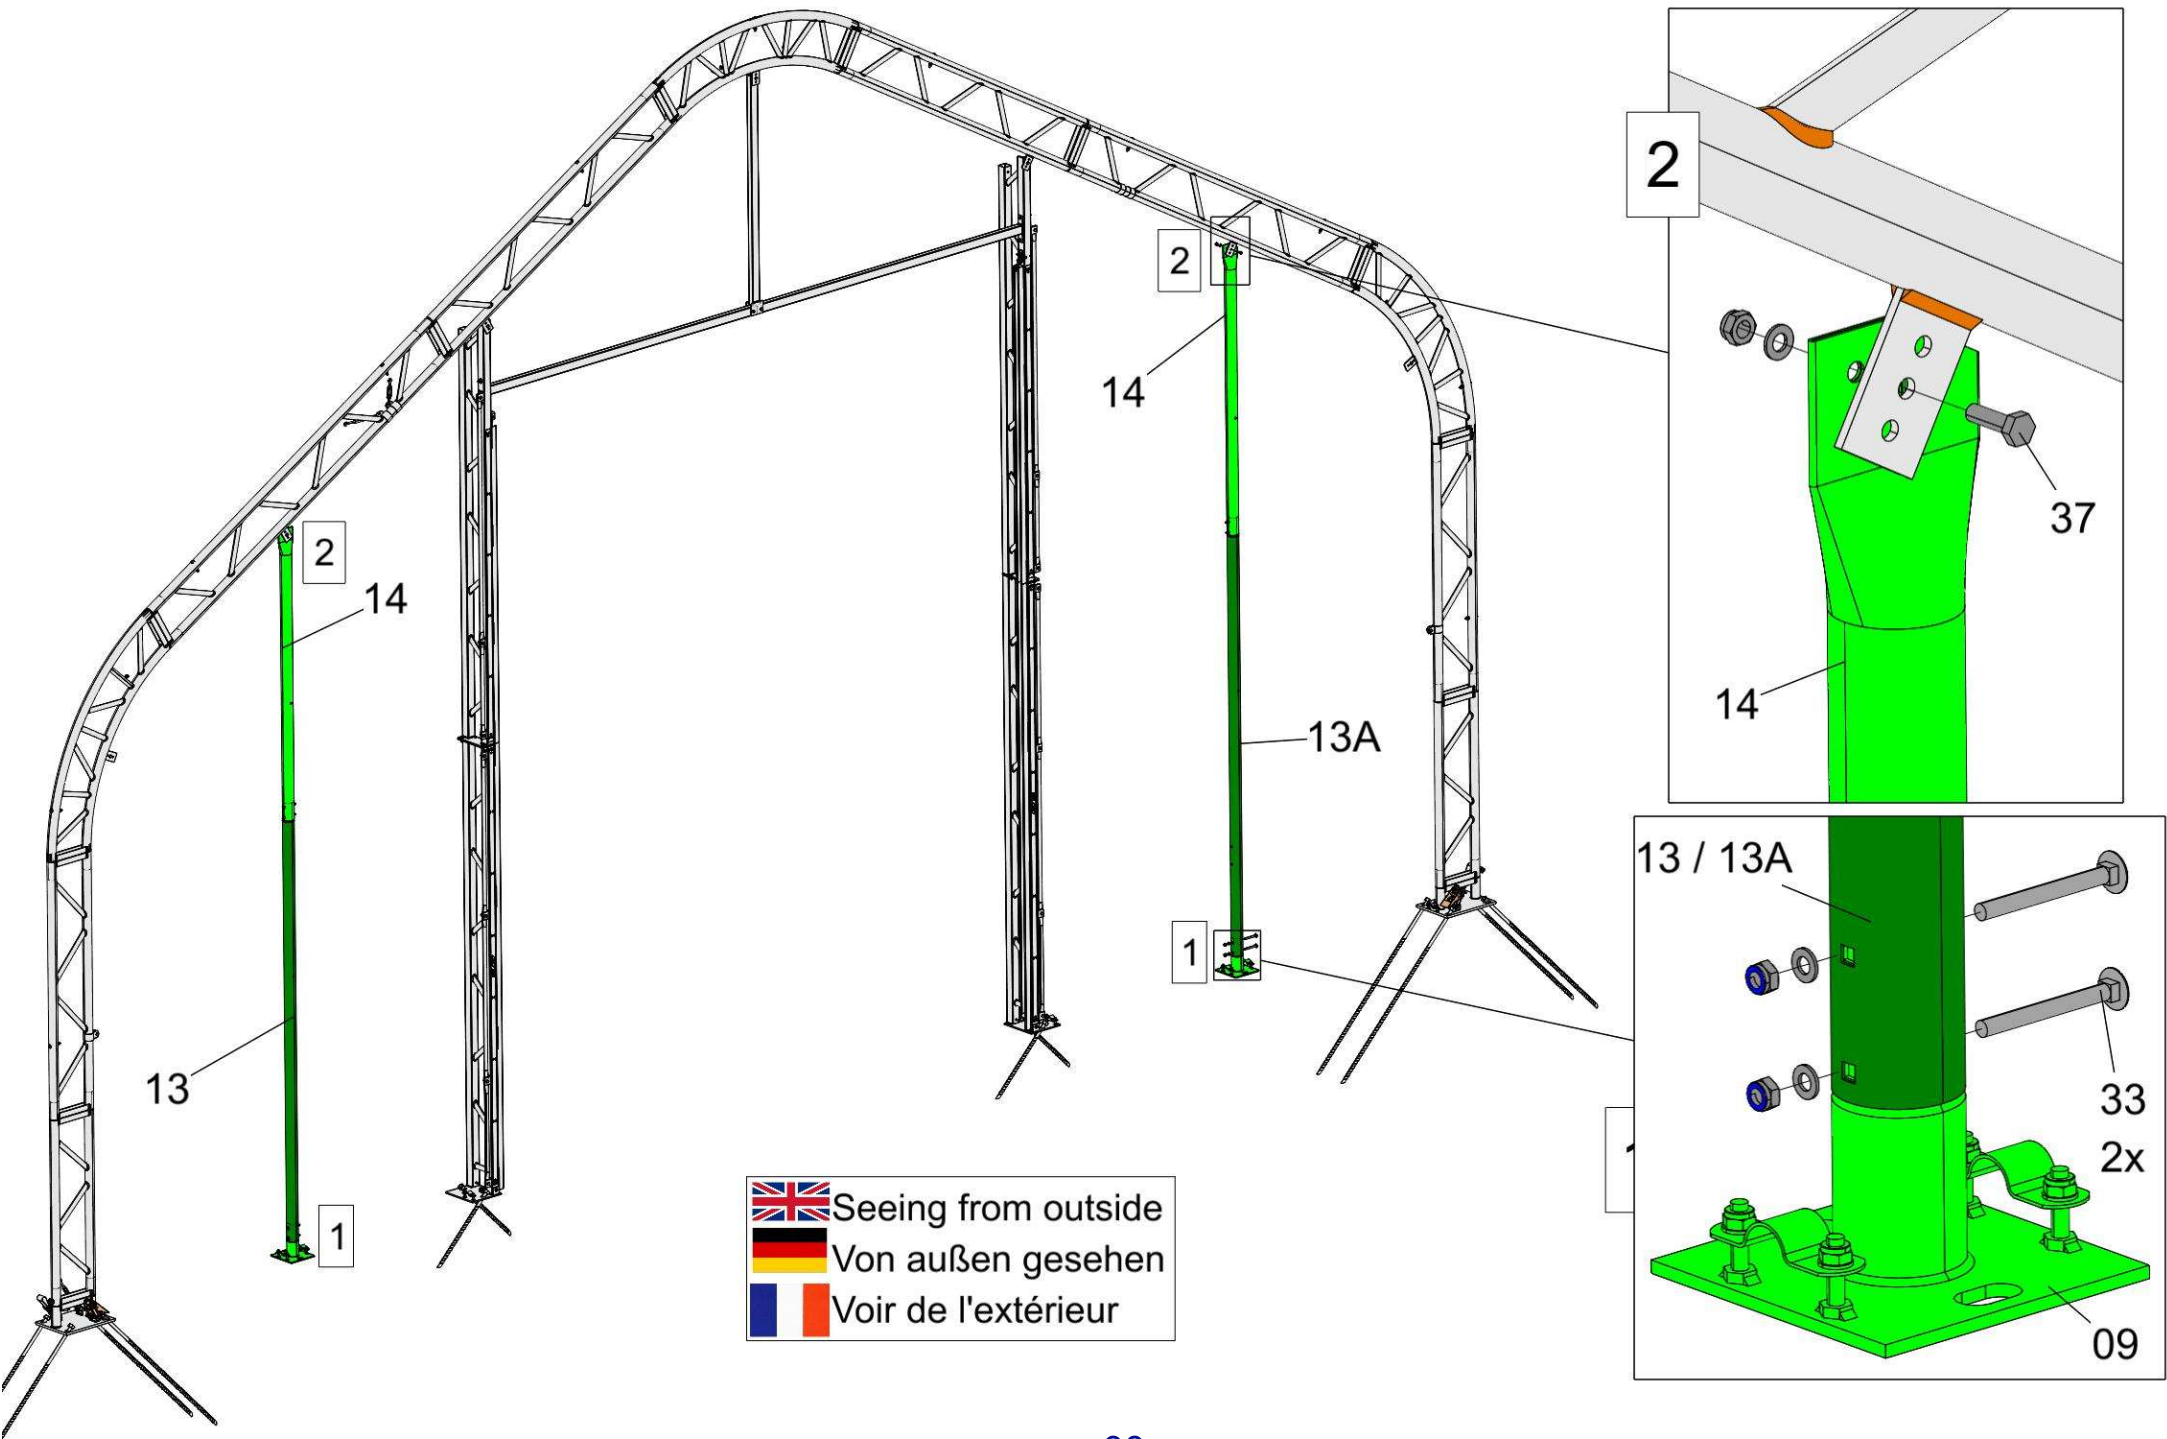 2
2
14
37
2
14
14
13A
13 / 13A
1
13
33
2x
1
Seeing from outside
Von außen gesehen
Voir de l'extérieur
09